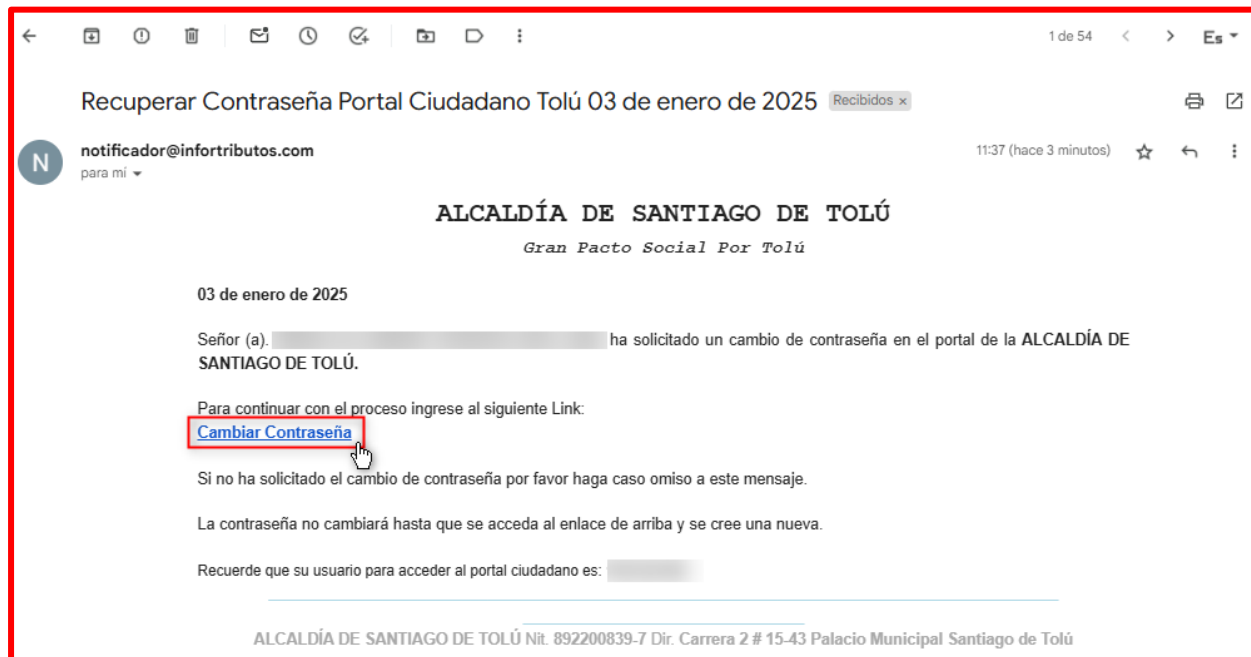 1 de 54
Es
Recuperar Contraseña Portal Ciudadano Tolú 03 de enero de 2025 Recibidos x
N
notificador@infortributos.com
11:37 (hace 3 minutos)
para mí
ALCALDÍA DE SANTIAGO DE TOLÚ
Gran Pacto Social Por Tolú
03 de enero de 2025
Señor (a). ha solicitado un cambio de contraseña en el portal de la ALCALDÍA DE
SANTIAGO DE TOLÚ.
Para continuar con el proceso ingrese al siguiente Link:
Cambiar Contraseña
Si no ha solicitado el cambio de contraseña por favor haga caso omiso a este mensaje.
La contraseña no cambiará hasta que se acceda al enlace de arriba y se cree una nueva.
Recuerde que su usuario para acceder al portal ciudadano es:
ALCALDÍA DE SANTIAGO DE TOLÚ Nit. 892200839-7 Dir. Carrera 2 # 15-43 Palacio Municipal Santiago de Tolú